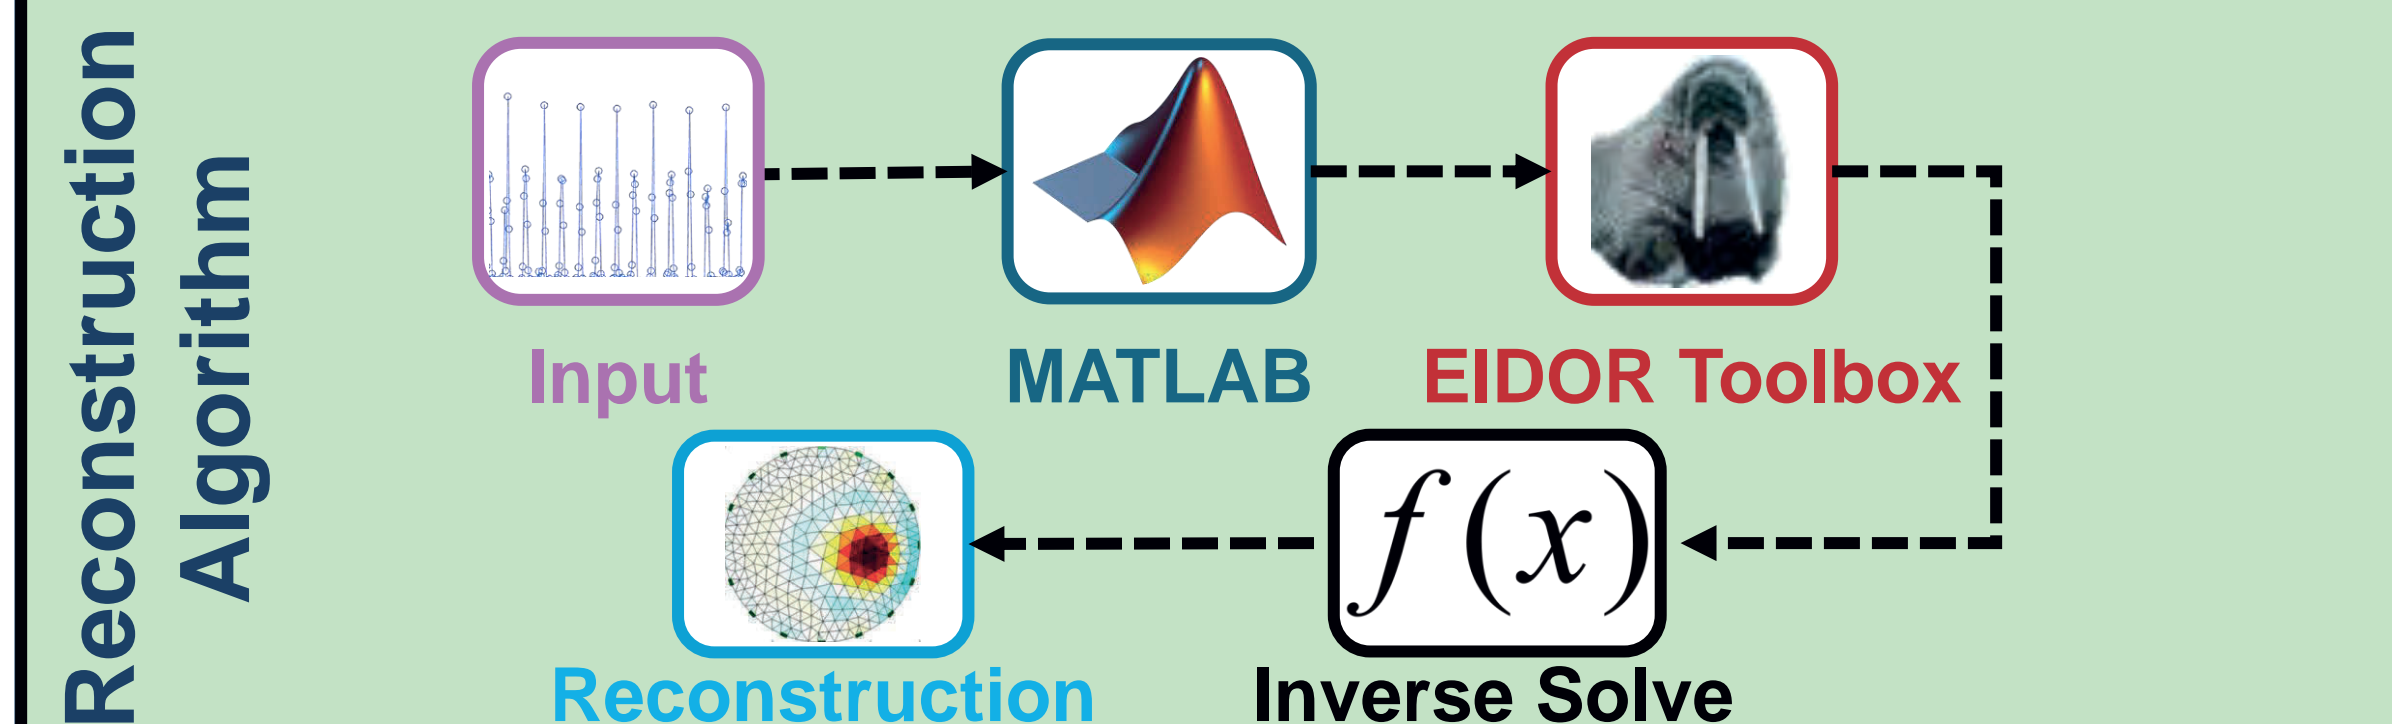 Reconstruction
Algorithm
Input
MATLAB
EIDOR Toolbox
f(x)
Reconstruction
Inverse Solve